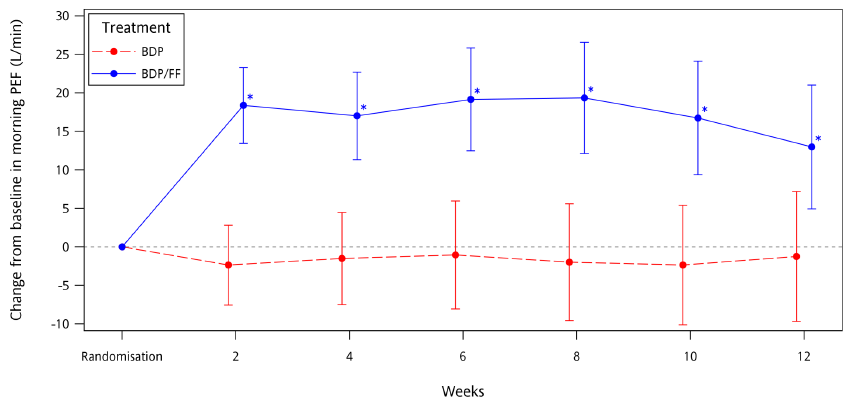 Treatment
BDP
BDP/FF
Change from baseline in morning PEF (L/min)
30
25
20
15
10
5
0
-5
-10
* * * * * *
Randomisation 2 4 6 8 10 12
Weeks